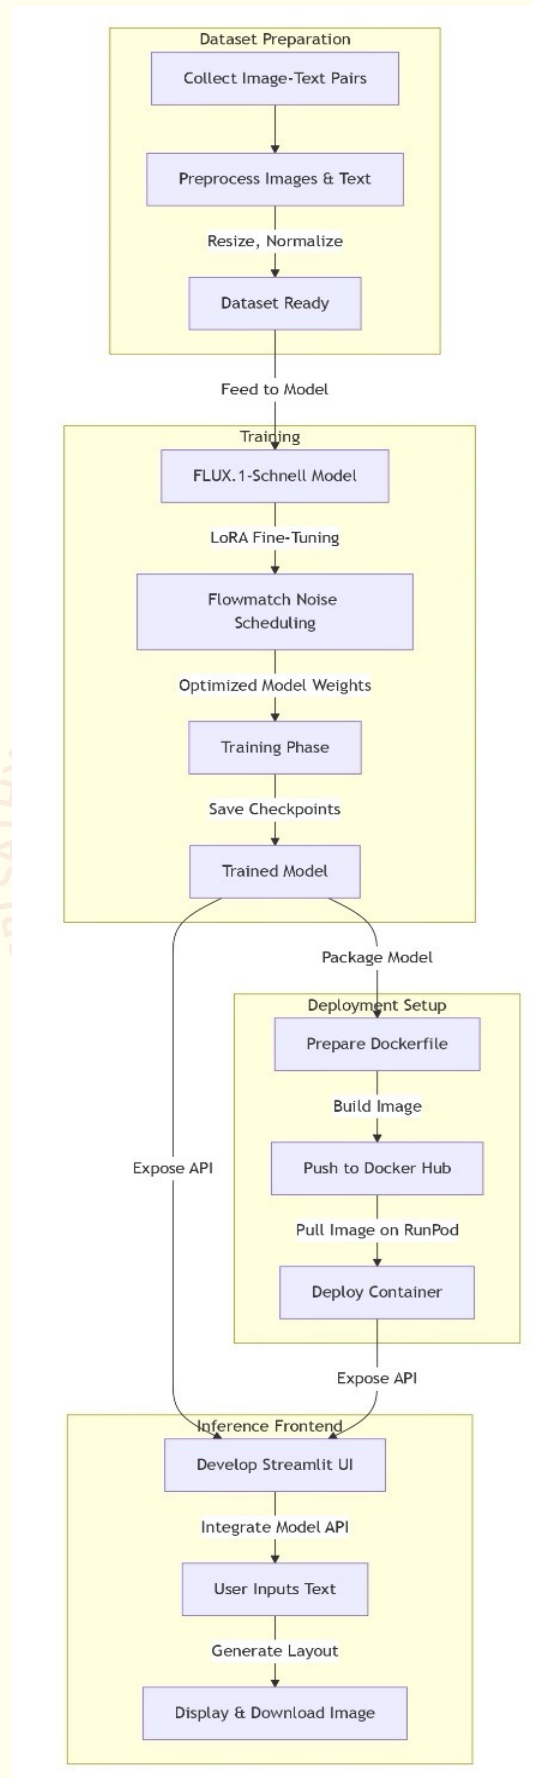 Dataset Preparation
Collect Image-Text Pairs
Preprocess Images & Text
Resize, Normalize
Dataset Ready
Feed to Model
Training
FLUX.1-Schnell Model
LoRA Fine-Tuning
Flowmatch Noise
Scheduling
Optimized Model Weights
Training Phase
Save Checkpoints
Trained Model
Package Model
Deployment Setup
Prepare Dockerfile
Build Image
Expose API
Push to Docker Hub
Pull Image on RunPod
Deploy Container
Expose API
Inference Frontend
Develop Streamlit UI
Integrate Model API
User Inputs Text
Generate Layout
Display & Download Image